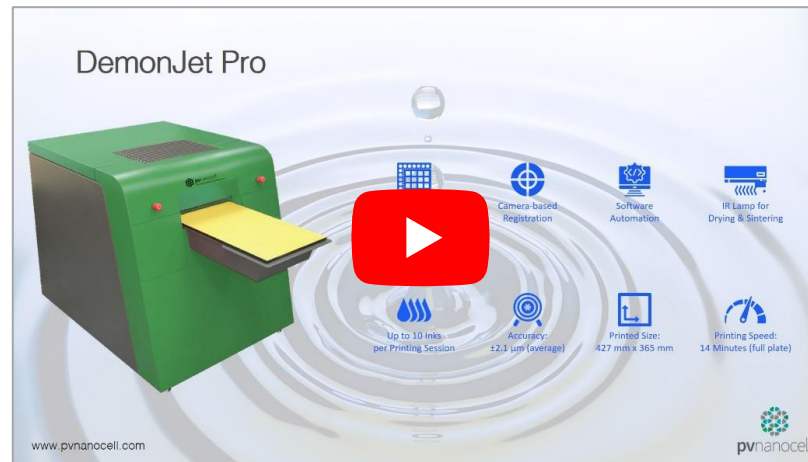 DemonJet Pro
pvnanocell
Camera-based
Registration
Software
Automation
IR Lamp for
Drying & Sintering
Up to 10 Inks
per Printing Session
Accuracy:
±2.1 µm (average)
Printed Size:
427 mm x 365 mm
Printing Speed:
14 Minutes (full plate)
www.pvnanocell.com
pvnanocell